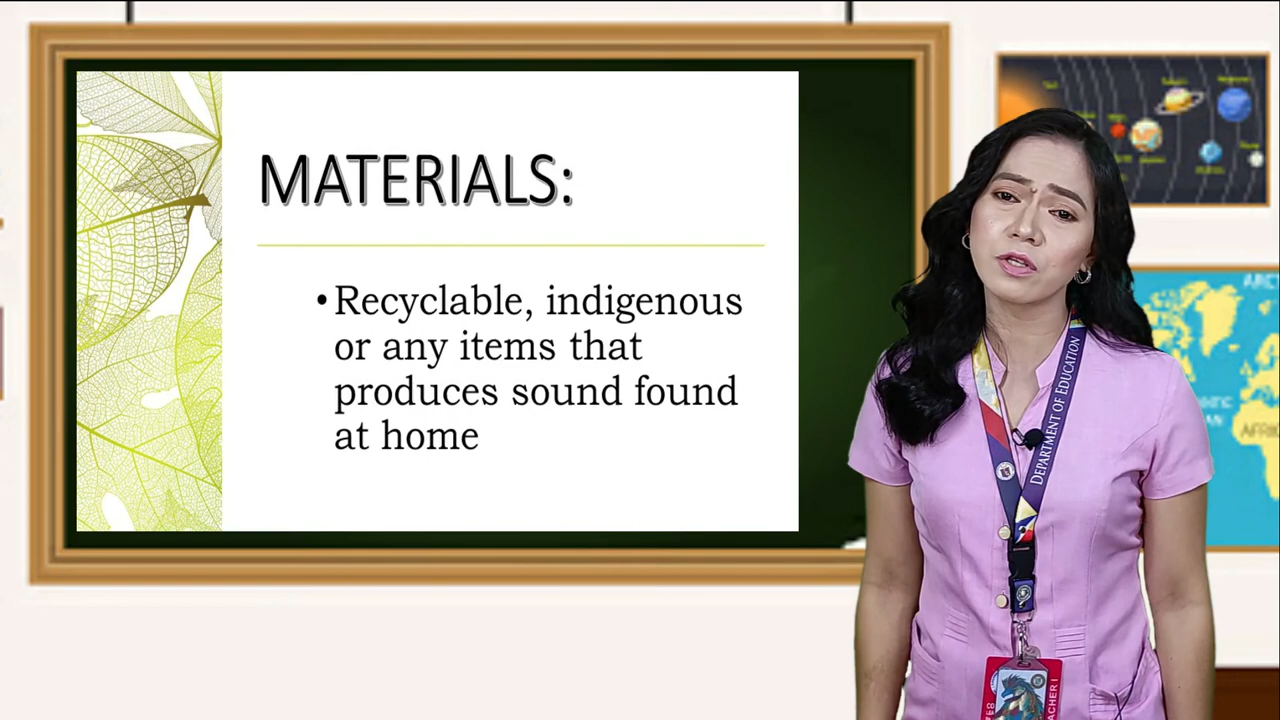 MATERIALS:
• Recyclable, indigenous
or any items that
produces sound found
at home
DEPARTMENT OF EDUCATION